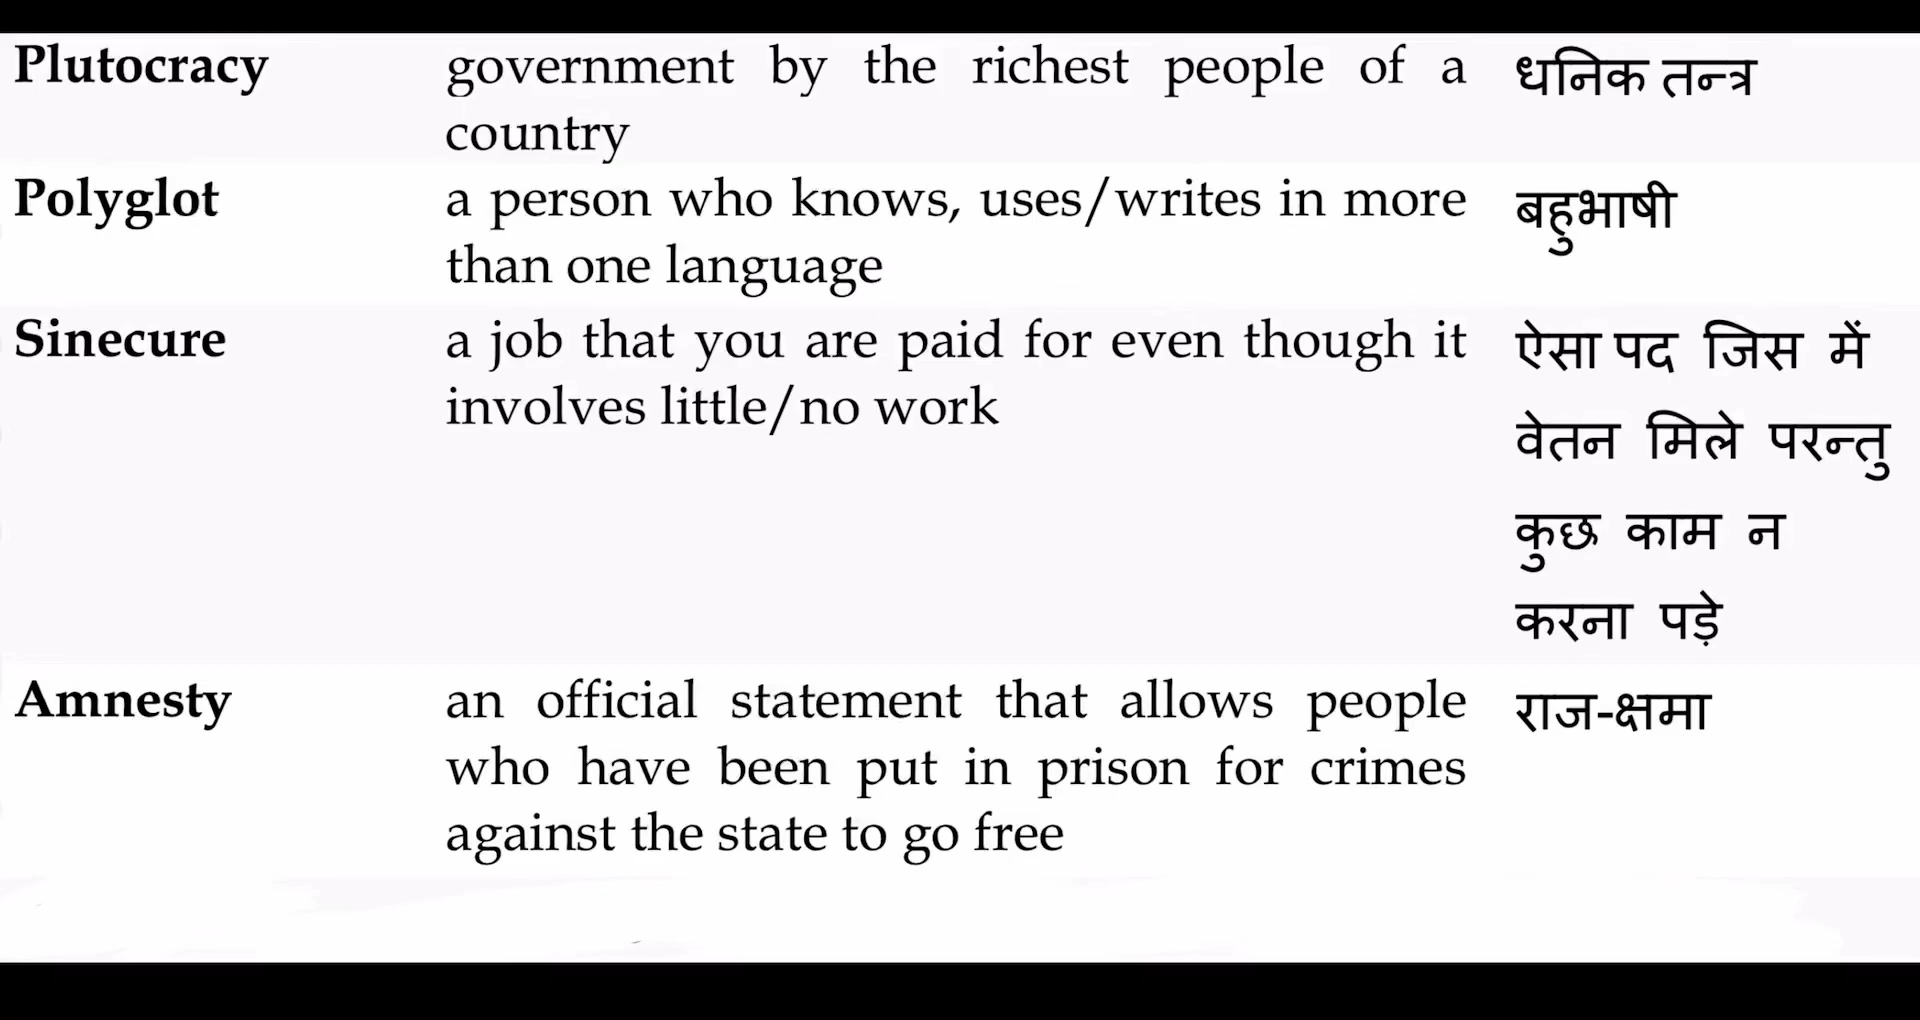 Plutocracy government by the richest people of a धनिक तन्त्र
country
Polyglot a person who knows, uses/writes in more बहुभाषी
than one language
Sinecure a job that you are paid for even though it ऐसा पद जिस में
involves little/no work वेतन मिले परन्तु
कुछ काम न
करना पड़े
Amnesty an official statement that allows people राज-क्षमा
who have been put in prison for crimes
against the state to go free